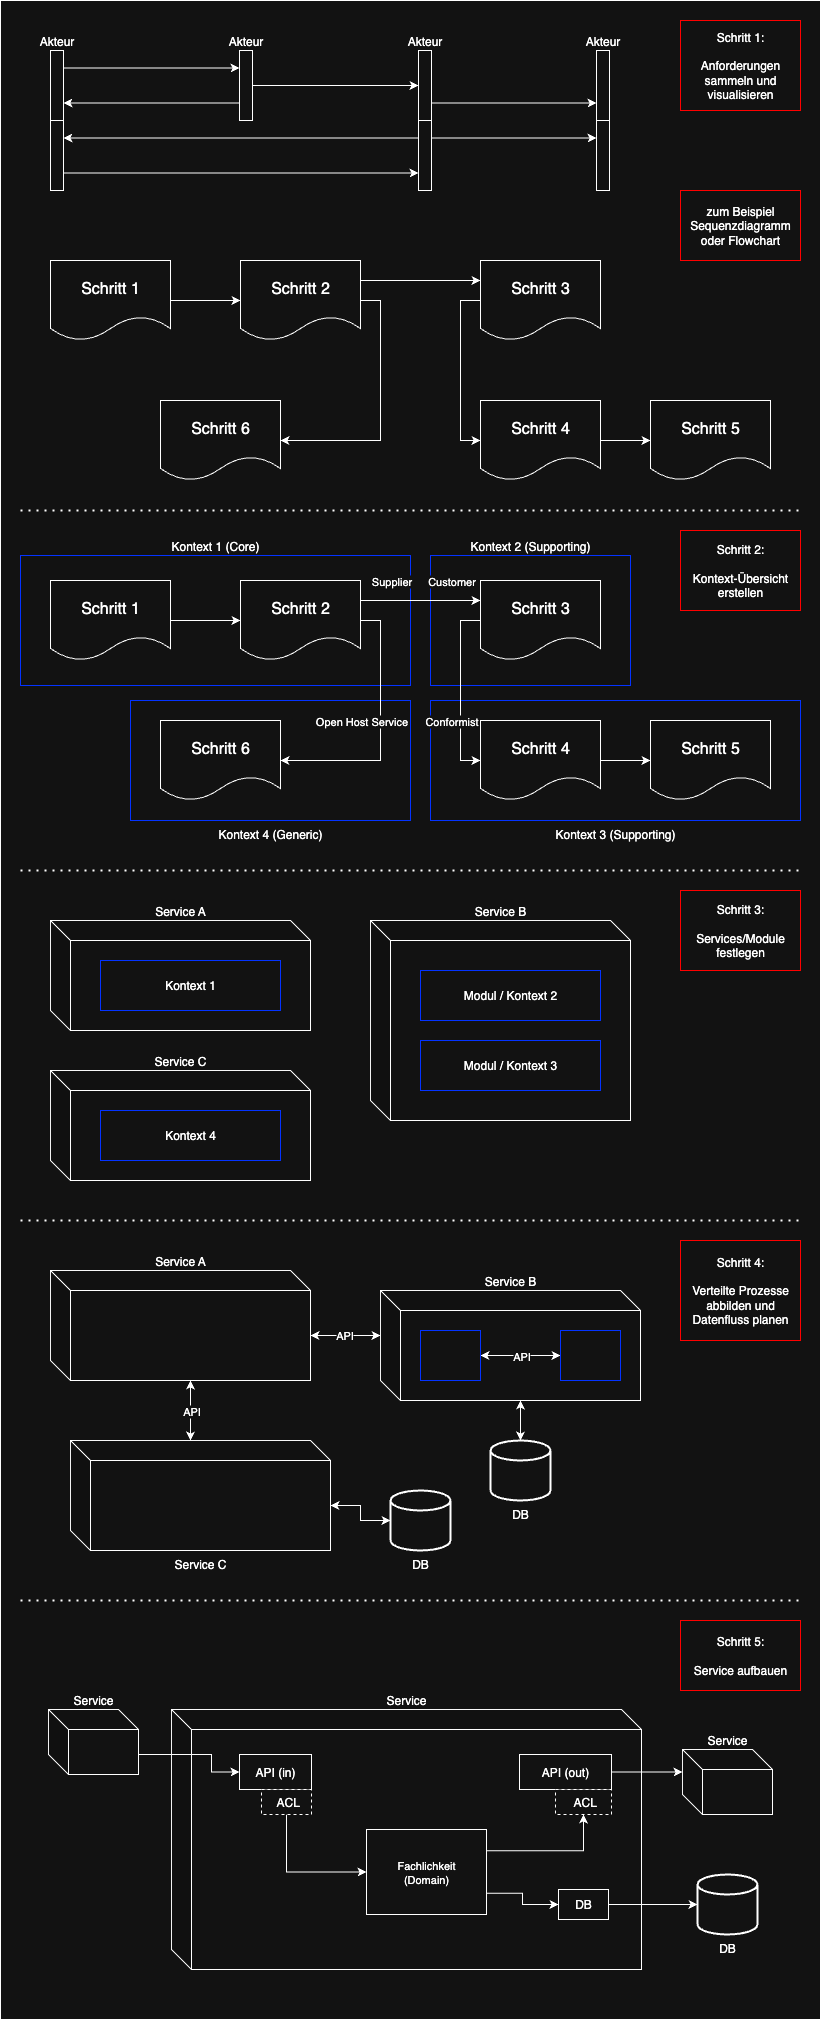 Akteur
Akteur
Akteur
Akteur
Schritt 1:
Anforderungen
sammeln und
visualisieren
zum Beispiel
Sequenzdiagramm
oder Flowchart
Schritt 1
Schritt 2
Schritt 3
Schritt 6
Schritt 4
Schritt 5
Kontext 1 (Core)
Kontext 2 (Supporting)
Schritt 2:
Kontext-Übersicht
erstellen
Supplier
Customer
Schritt 1
Schritt 2
Schritt 3
Open Host Service
Conformist
Schritt 6
Schritt 4
Schritt 5
Kontext 4 (Generic)
Kontext 3 (Supporting)
Service A
Service B
Schritt 3:
Services/Module
festlegen
Kontext 1
Modul / Kontext 2
Service C
Modul / Kontext 3
Kontext 4
Service A
Service B
Schritt 4:
Verteilte Prozesse
abbilden und
Datenfluss planen
API
API
API
DB
Service C
DB
Schritt 5:
Service aufbauen
Service
Service
Service
API (in)
API (out)
ACL
ACL
Fachlichkeit
(Domain)
DB
DB